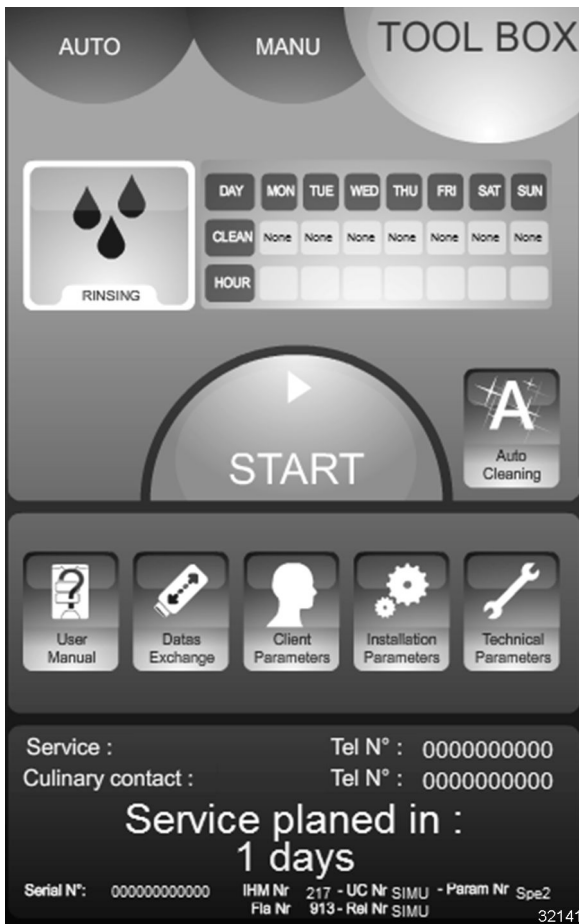 AUTO MANU TOOL BOX
DAY MON TUE WED THU FRI SAT SUN
CLEAN None None None None None None None
HOUR
RINSING
START
A
Auto
Cleaning
?
User
Manual
Datas
Exchange
Client
Parameters
Installation
Parameters
Technical
Parameters
Service : Tel N° : 0000000000
Culinary contact : Tel N° : 0000000000
Service planed in :
1 days
Serial N°: 000000000000 IHM Nr 217 - UC Nr SIMU - Param Nr Spe2
Fla Nr 913 - Rel Nr SIMU
32141